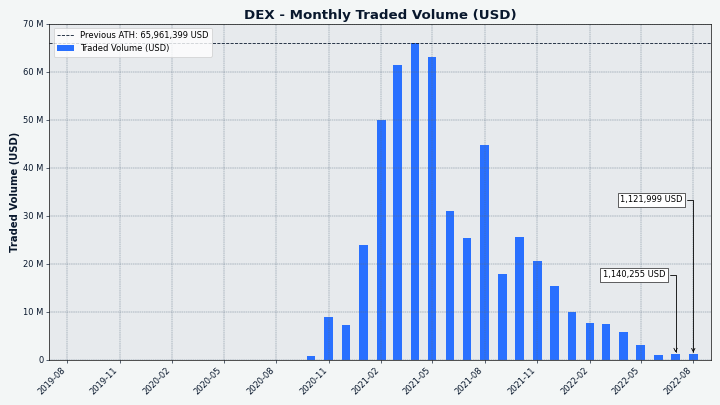 DEX - Monthly Traded Volume (USD)
Previous ATH: 65,961,399 USD
Traded Volume (USD)
Traded Volume (USD)
70 M
60 M
50 M
40 M
30 M
20 M
10 M
0
1,121,999 USD
1,140,255 USD
2019-08
2019-11
2020-02
2020-05
2020-08
2020-11
2021-02
2021-05
2021-08
2021-11
2022-02
2022-05
2022-08